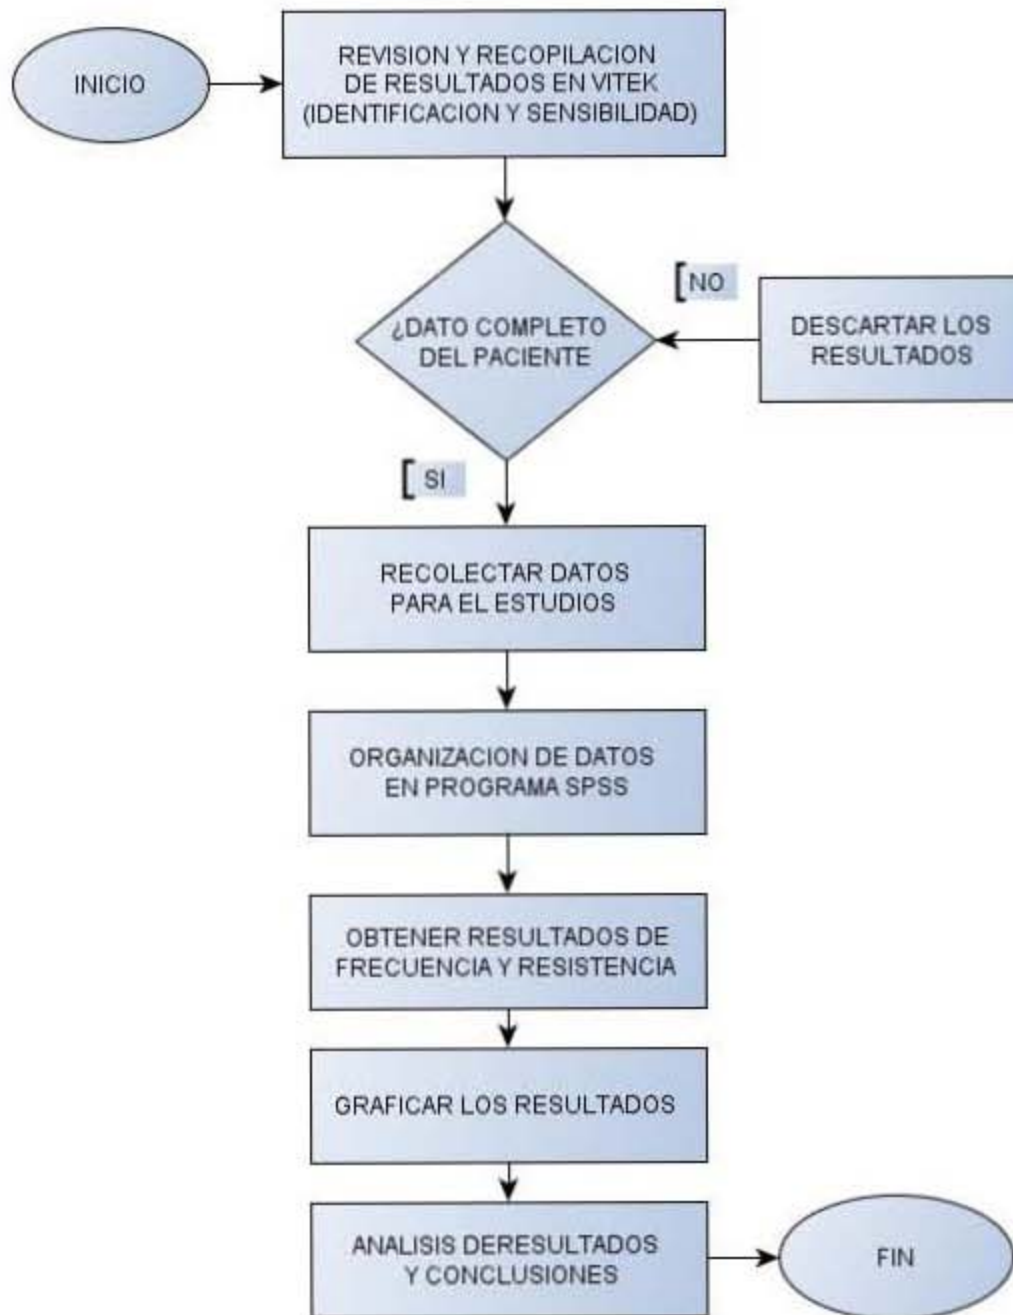 INICIO
REVISION Y RECOPILACION
DE RESULTADOS EN VITEK
(IDENTIFICACION Y SENSIBILIDAD)
¿DATO COMPLETO
DEL PACIENTE
[NO
DESCARTAR LOS
RESULTADOS
[SI
RECOLECTAR DATOS
PARA EL ESTUDIOS
ORGANIZACION DE DATOS
EN PROGRAMA SPSS
OBTENER RESULTADOS DE
FRECUENCIA Y RESISTENCIA
GRAFICAR LOS RESULTADOS
ANALISIS DERESULTADOS
Y CONCLUSIONES
FIN